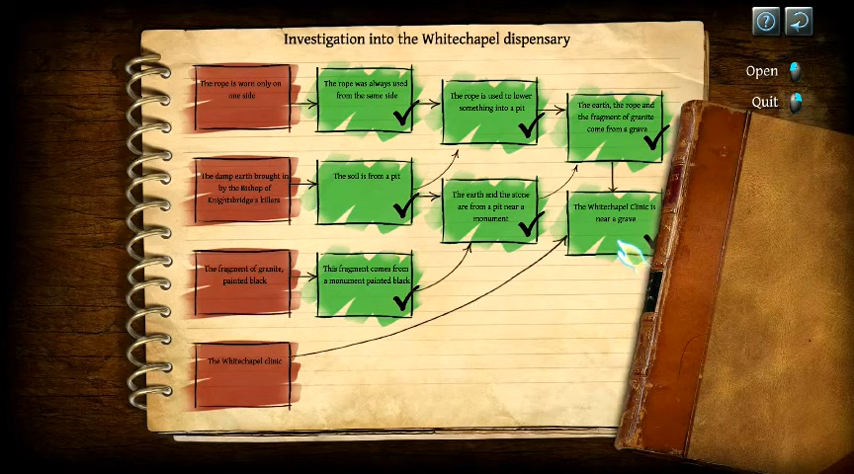 Investigation into the Whitechapel dispensary
Open
Quit
The rope is worn only on
one side
The rope was always used
from the same side
The rope is used to lower
something into a pit
The earth, the rope and
the fragment of granite
come from a grave
The damp earth brought in
by the Bishop of
Knightsbridge's killers
The soil is from a pit
The earth and the stone
are from a pit near a
monument
The Whitechapel Clinic is
near a grave
The fragment of granite,
painted black
This fragment comes from
a monument painted black
The Whitechapel clinic